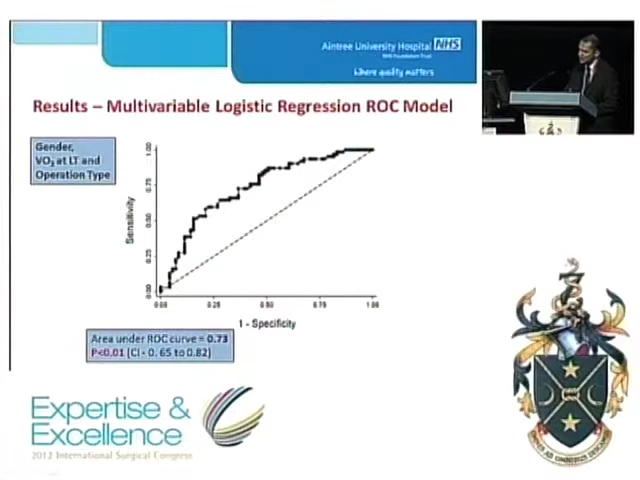 Aintree University Hospital NHS
NHS Foundation Trust
Where quality matters
Results – Multivariable Logistic Regression ROC Model
Gender,
VO₂ at LT and
Operation Type
Sensitivity
1.00
0.75
0.50
0.25
0.00
0.00 0.25 0.50 0.75 1.00
1 - Specificity
Area under ROC curve = 0.73
P<0.01 (CI - 0. 65 to 0.82)
Expertise &
Excellence
2012 International Surgical Congress